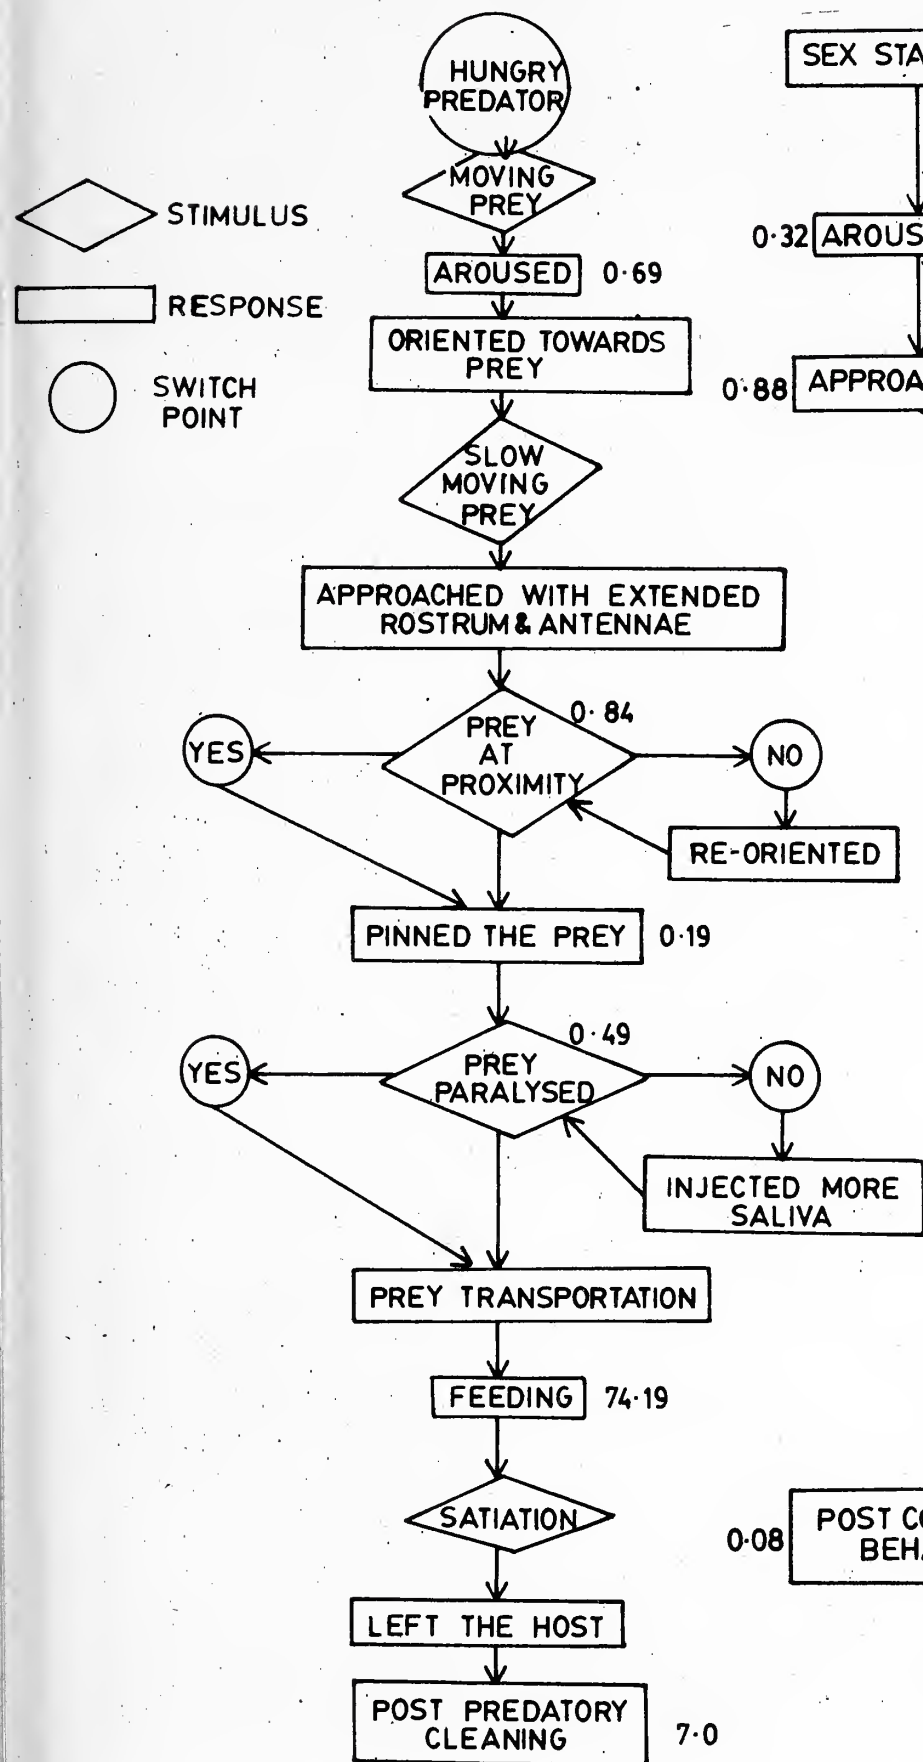 HUNGRY
PREDATOR
MOVING
PREY
STIMULUS
RESPONSE
SWITCH
POINT
AROUSED 0·69
ORIENTED TOWARDS
PREY
SLOW
MOVING
PREY
APPROACHED WITH EXTENDED
ROSTRUM & ANTENNAE
0·84
PREY
AT
PROXIMITY
YES
NO
RE-ORIENTED
PINNED THE PREY 0·19
0·49
PREY
PARALYSED
YES
NO
INJECTED MORE
SALIVA
PREY TRANSPORTATION
FEEDING 74·19
SATIATION
LEFT THE HOST
POST PREDATORY
CLEANING 7·0
SEX
0·32
0·88
0·08 POST